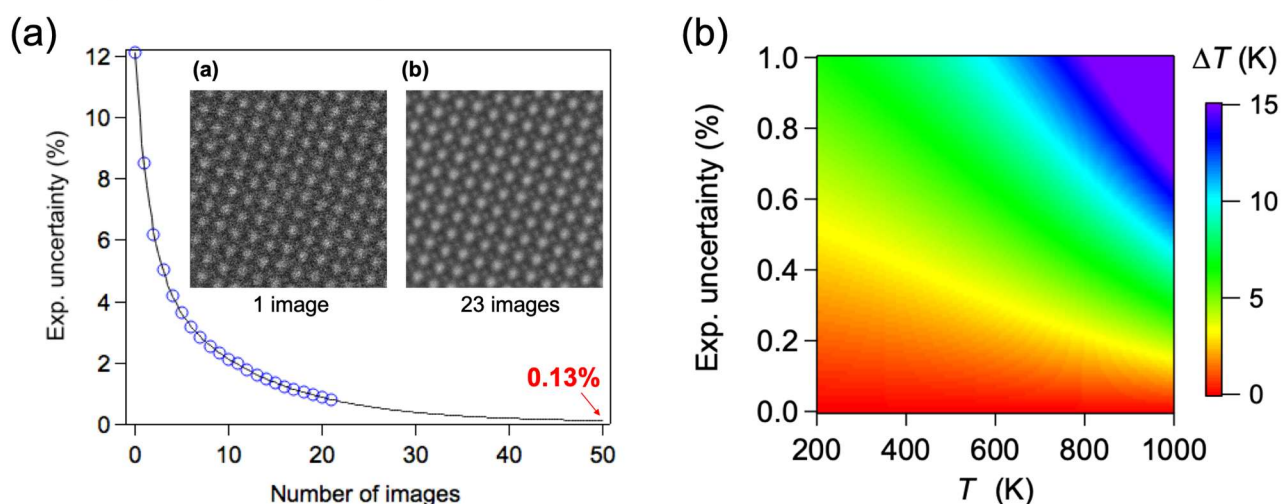 (a)
12
10
8
6
4
2
0
Exp. uncertainty (%)
(a)
(b)
1 image
23 images
0.13%
0
10
20
30
40
50
Number of images
(b)
1.0
0.8
0.6
0.4
0.2
0.0
Exp. uncertainty (%)
200
400
600
800
1000
T (K)
ΔT (K)
15
10
5
0